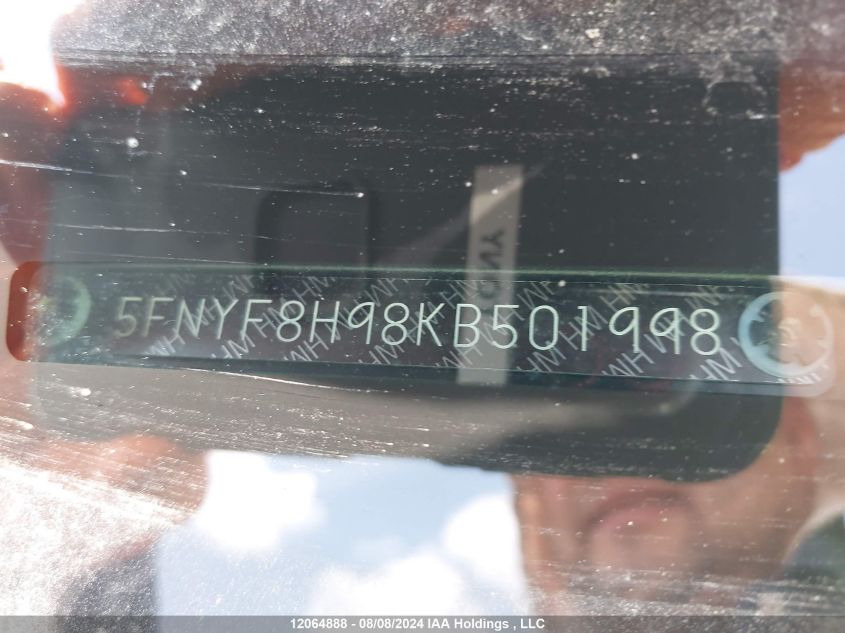 5FNYF8H98KB501998
12064888 - 08/08/2024 IAA Holdings , LLC